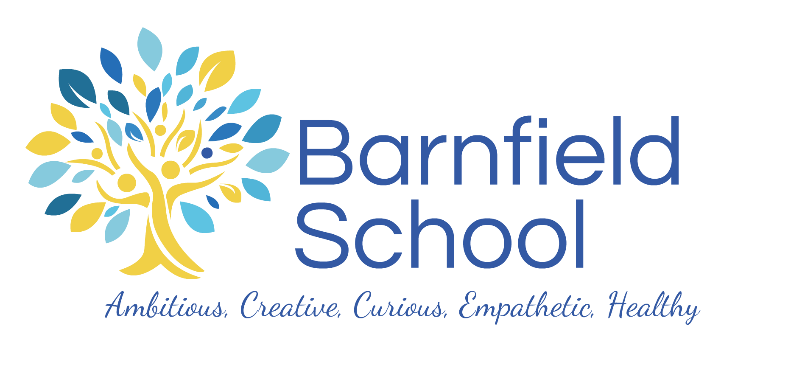 Barnfield
School
Ambitious, Creative, Curious, Empathetic, Healthy